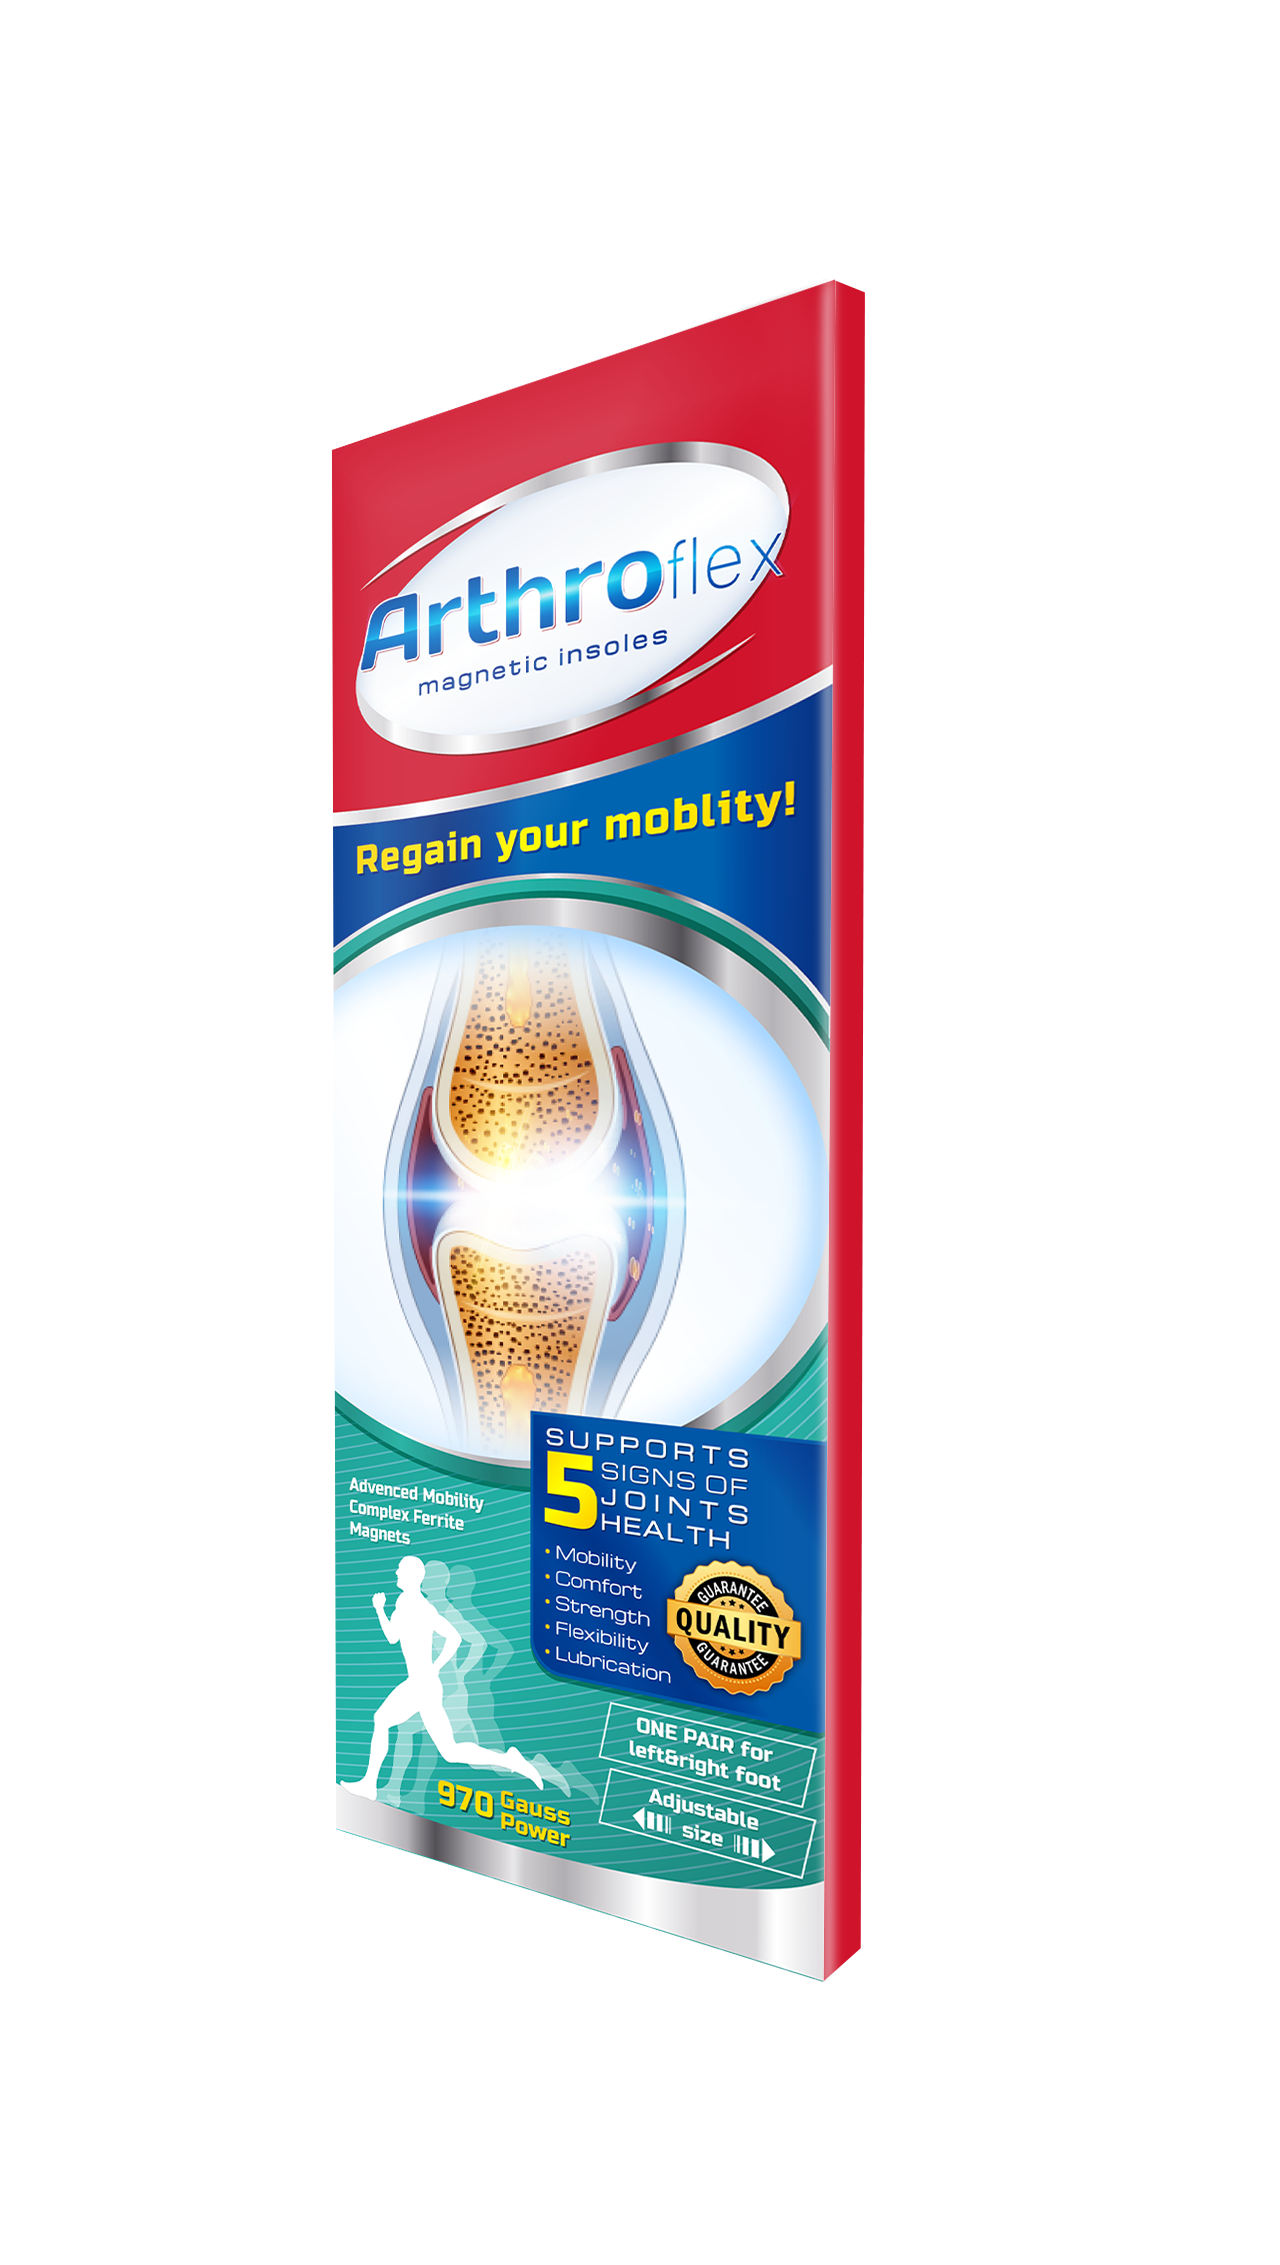 Arthroflex
magnetic insoles
Regain your moblity!
SUPPORTS
5 SIGNS OF
JOINTS
HEALTH
• Mobility
• Comfort
• Strength
• Flexibility
• Lubrication
GUARANTEE
QUALITY
GUARANTEE
Advenced Mobility
Complex Ferrite
Magnets
970 Gauss
Power
ONE PAIR for
left&right foot
Adjustable
size